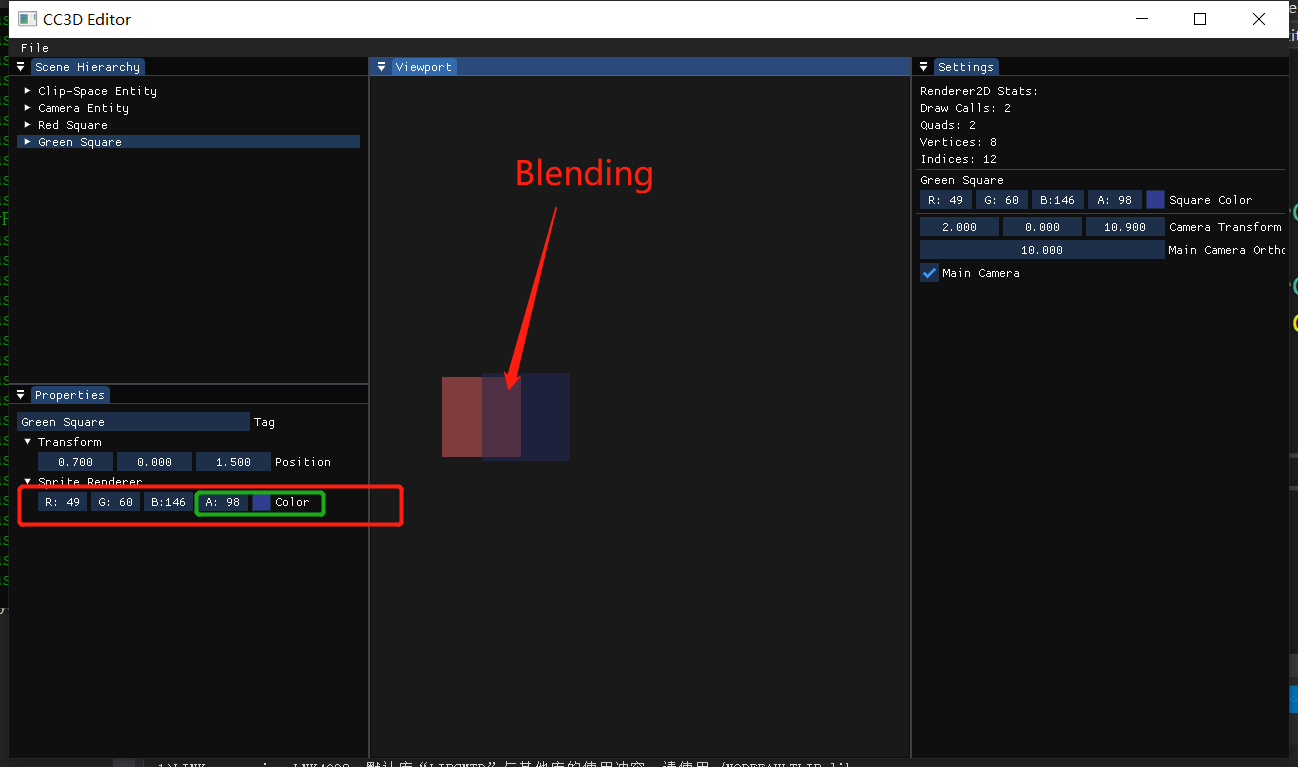 CC3D Editor
File
Scene Hierarchy
Clip-Space Entity
Camera Entity
Red Square
Green Square
Viewport
Blending
Settings
Renderer2D Stats:
Draw Calls: 2
Quads: 2
Vertices: 8
Indices: 12
Green Square
R: 49 G: 60 B:146 A: 98 Square Color
2.000 0.000 10.900 Camera Transform
10.000 Main Camera Ortho
Main Camera
Properties
Green Square Tag
Transform
0.700 0.000 1.500 Position
Sprite Renderer
R: 49 G: 60 B:146 A: 98 Color